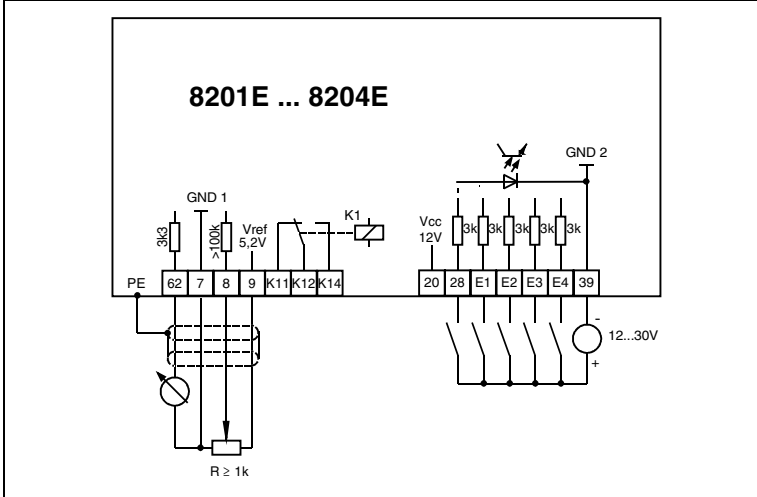 8201E ... 8204E
GND 2
GND 1
K1
Vref
5,2V
Vcc
12V
3k3
>100k
3k 3k 3k 3k 3k
PE 62 7 8 9 K11 K12 K14 20 28 E1 E2 E3 E4 39
-
12...30V
+
R ≥ 1k